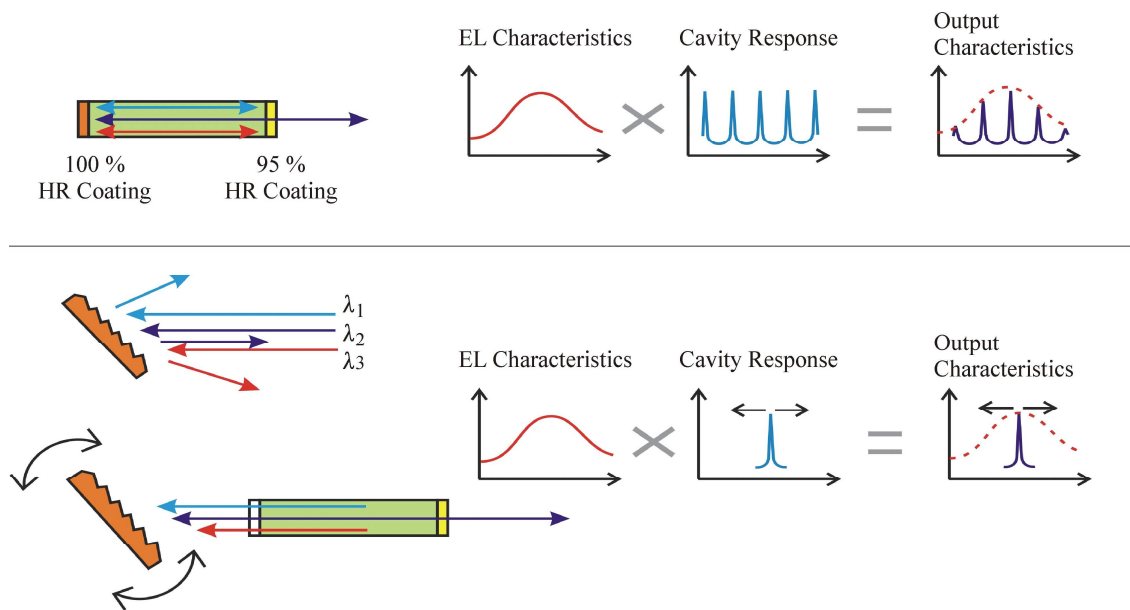 EL Characteristics
Cavity Response
Output
Characteristics
100 %
HR Coating
95 %
HR Coating
λ1
λ2
λ3
EL Characteristics
Cavity Response
Output
Characteristics